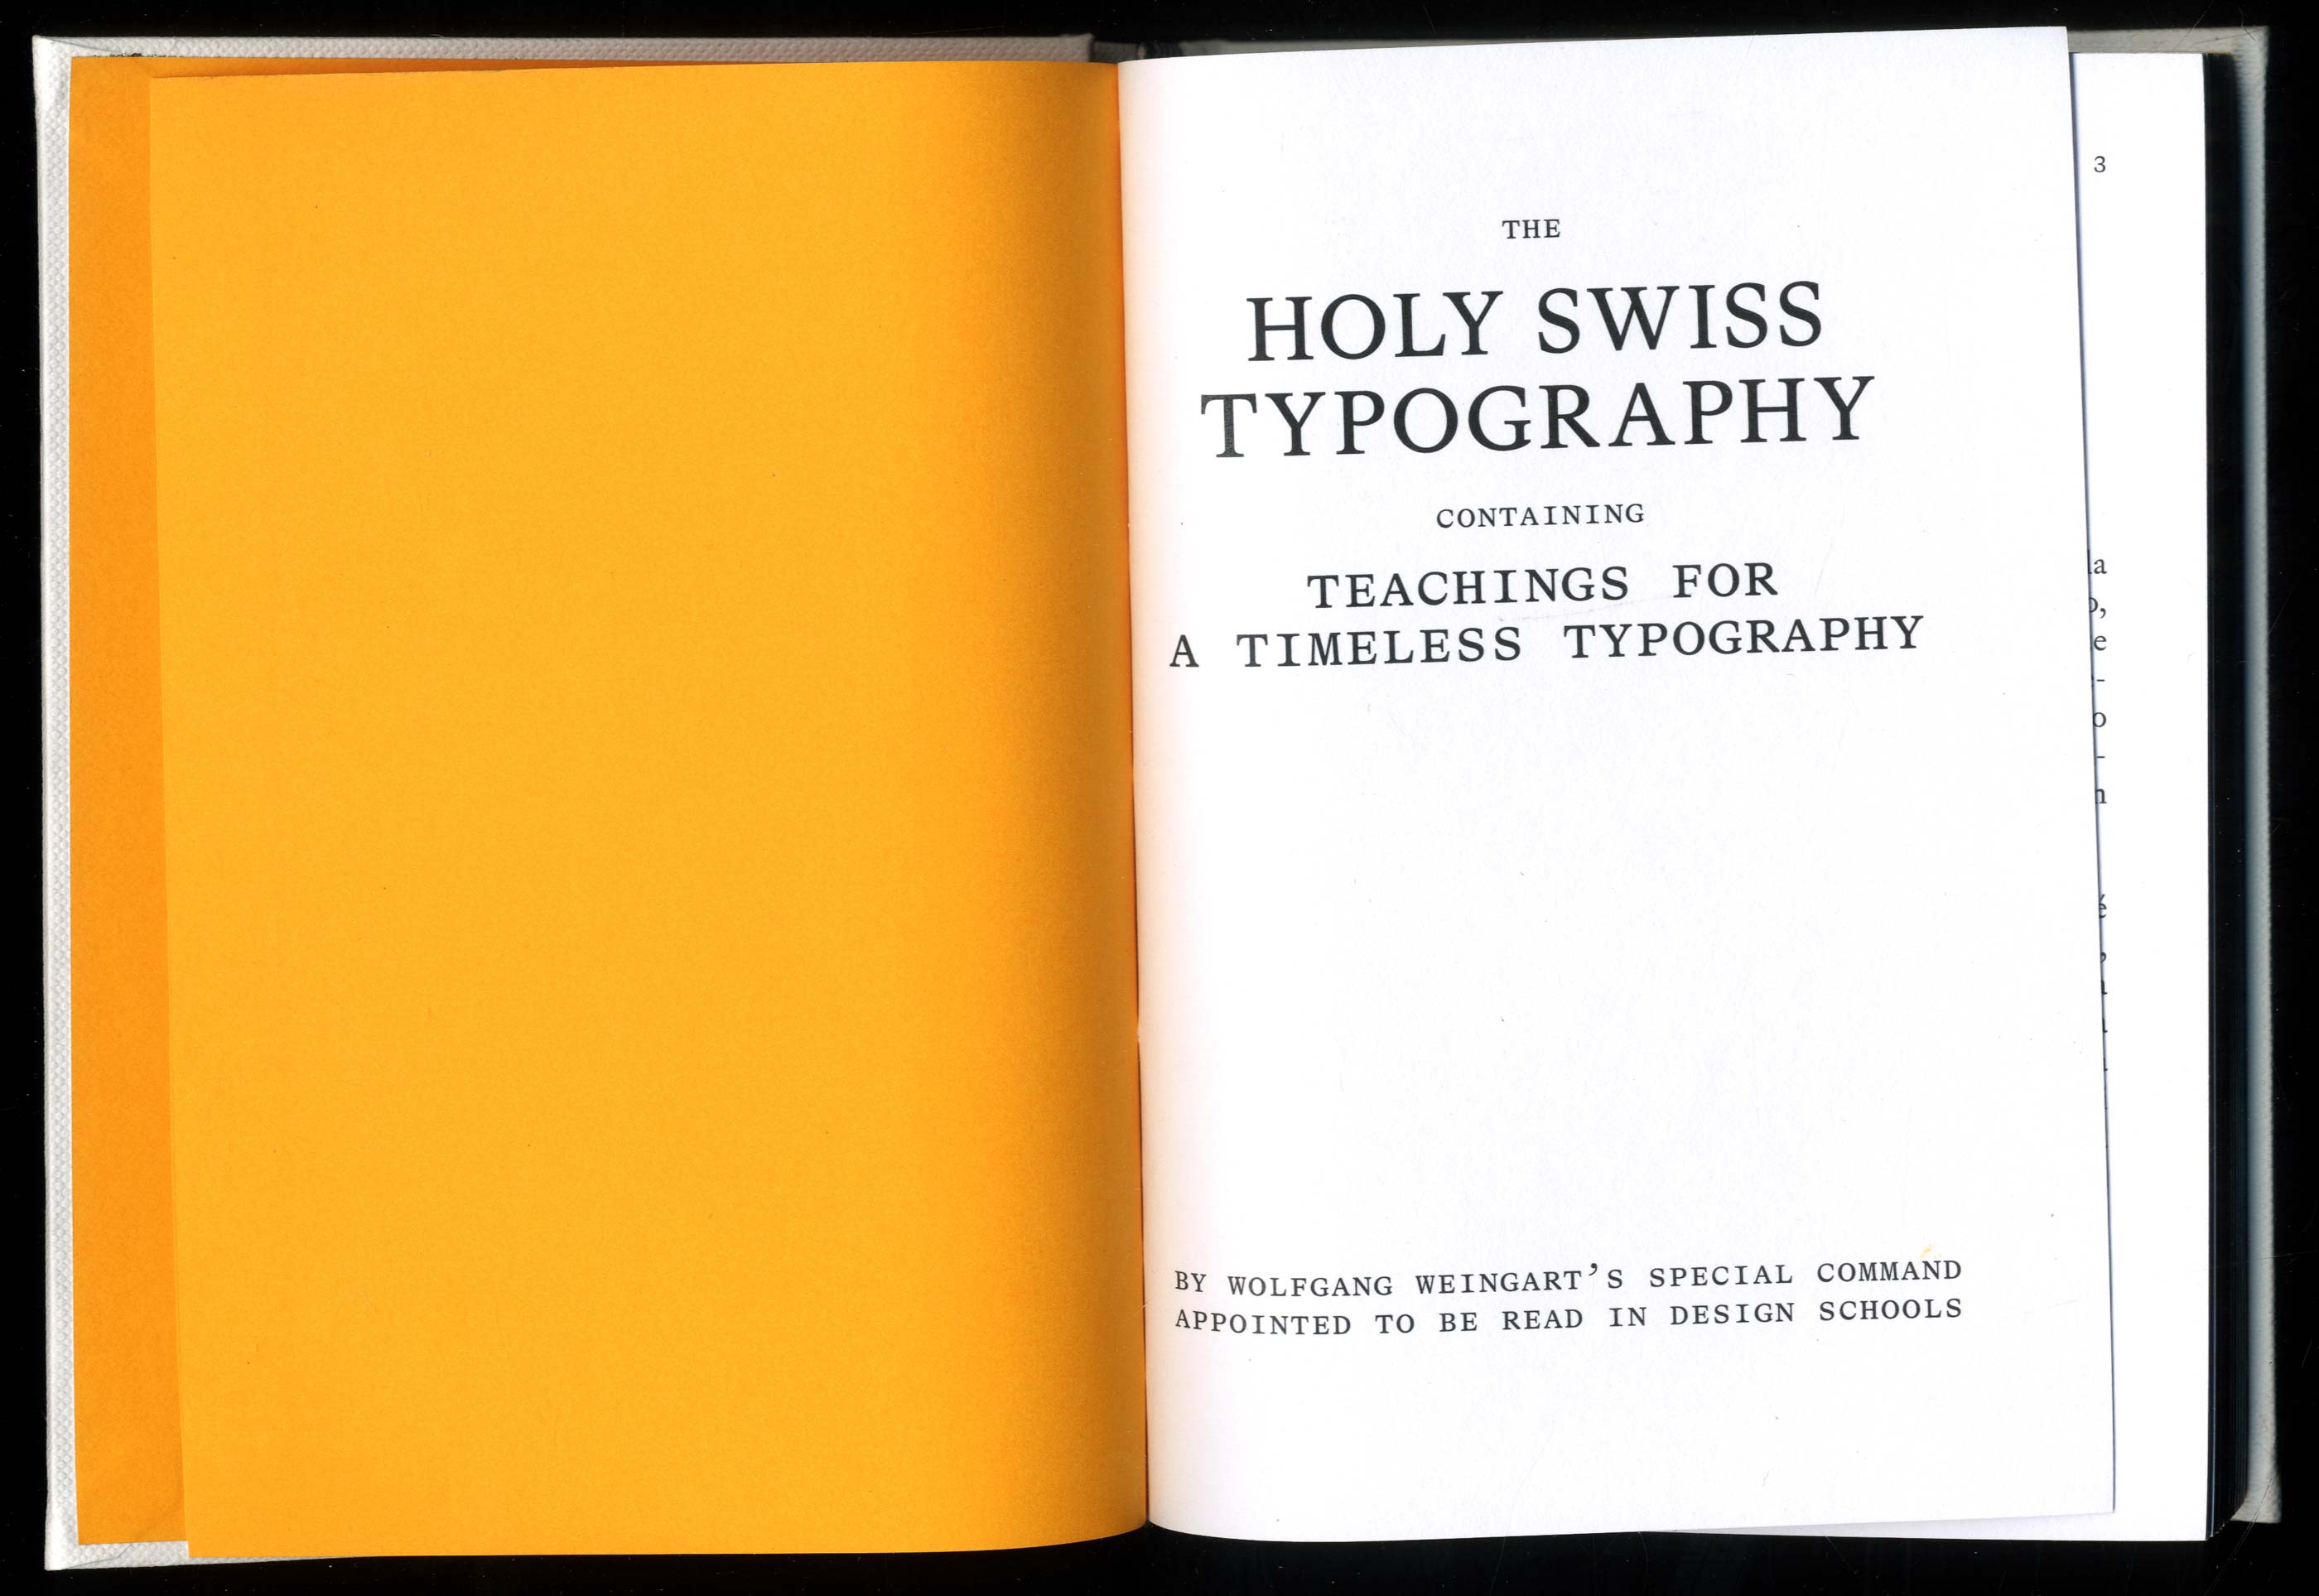 THE
HOLY SWISS
TYPOGRAPHY
CONTAINING
TEACHINGS FOR
A TIMELESS TYPOGRAPHY
BY WOLFGANG WEINGART’S SPECIAL COMMAND
APPOINTED TO BE READ IN DESIGN SCHOOLS
3